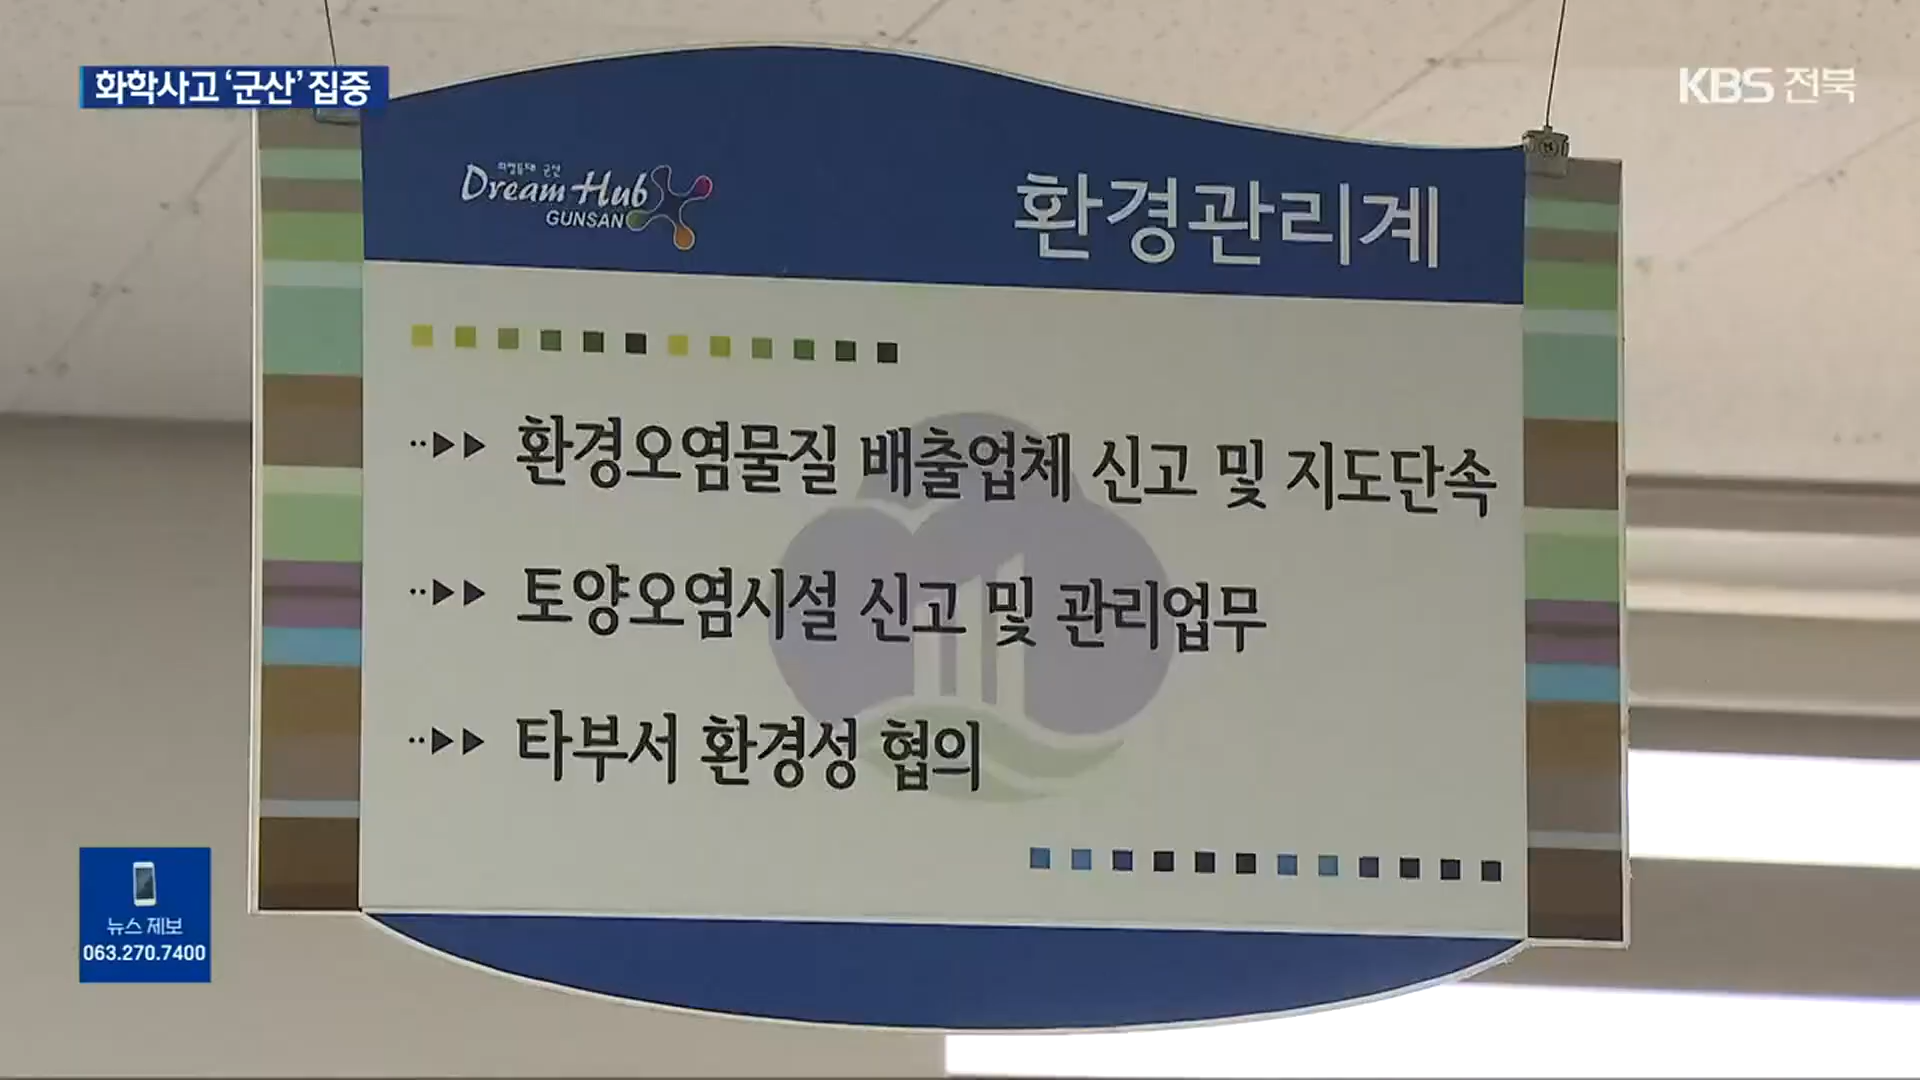 화학사고 ‘군산’ 집중
KBS 전북
Dream Hub
GUNSAN
환경관리계
환경오염물질 배출업체 신고 및 지도단속
토양오염시설 신고 및 관리업무
타부서 환경성 협의
뉴스 제보
063.270.7400